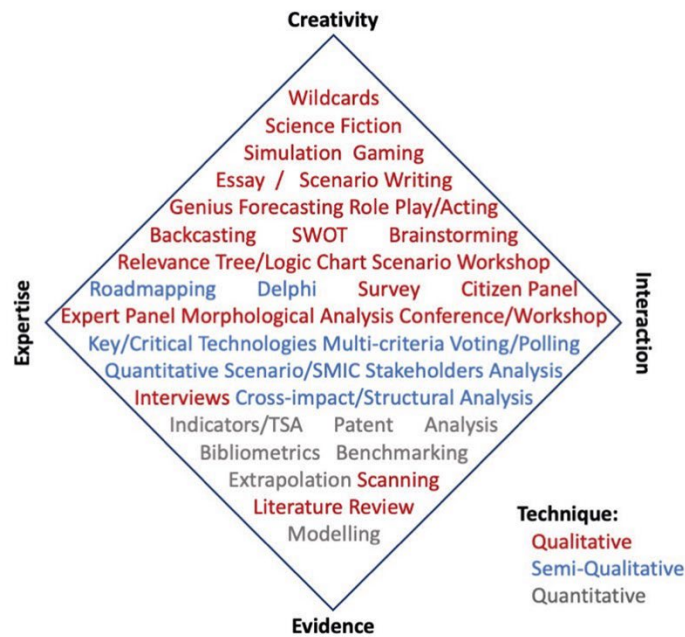 Creativity
Wildcards
Science Fiction
Simulation Gaming
Essay / Scenario Writing
Genius Forecasting Role Play/Acting
Backcasting SWOT Brainstorming
Relevance Tree/Logic Chart Scenario Workshop
Roadmapping Delphi Survey Citizen Panel
Expert Panel Morphological Analysis Conference/Workshop
Key/Critical Technologies Multi-criteria Voting/Polling
Quantitative Scenario/SMIC Stakeholders Analysis
Interviews Cross-impact/Structural Analysis
Indicators/TSA Patent Analysis
Bibliometrics Benchmarking
Extrapolation Scanning
Literature Review
Modelling
Expertise
Interaction
Evidence
Technique:
Qualitative
Semi-Qualitative
Quantitative